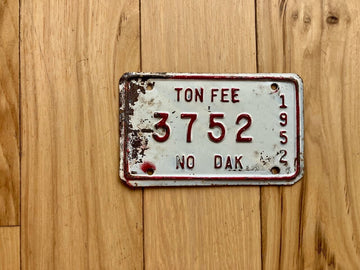 TON FEE
3752
NO DAK
1952